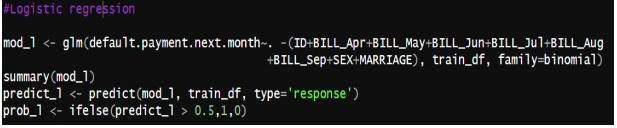 #Logistic regression
mod_l <- glm(default.payment.next.month~. -(ID+BILL_Apr+BILL_May+BILL_Jun+BILL_Jul+BILL_Aug
+BILL_Sep+SEX+MARRIAGE), train_df, family=binomial)
summary(mod_l)
predict_l <- predict(mod_l, train_df, type='response')
prob_l <- ifelse(predict_l > 0.5,1,0)